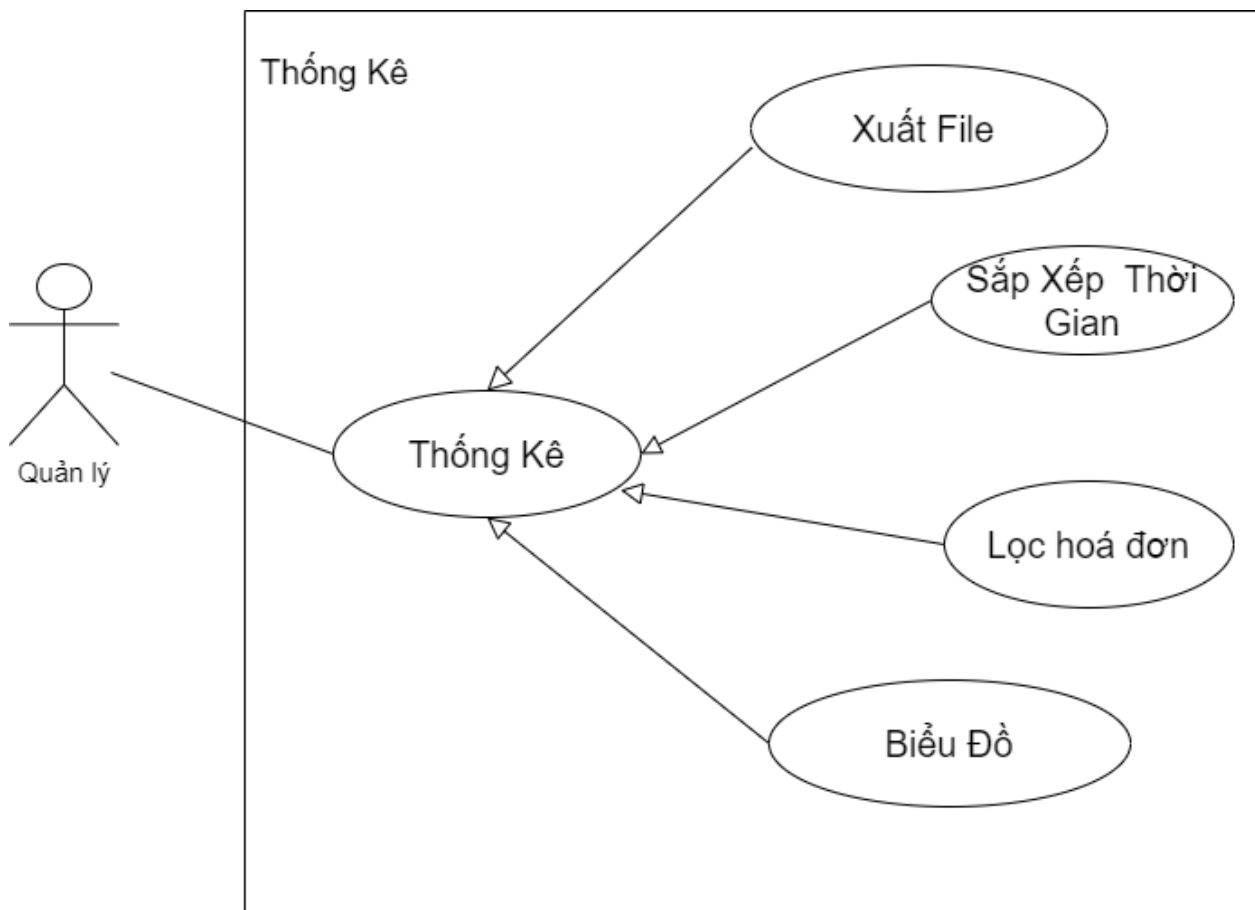 Thống Kê
Xuất File
Sắp Xếp Thời
Gian
Quản lý
Thống Kê
Lọc hoá đơn
Biểu Đồ